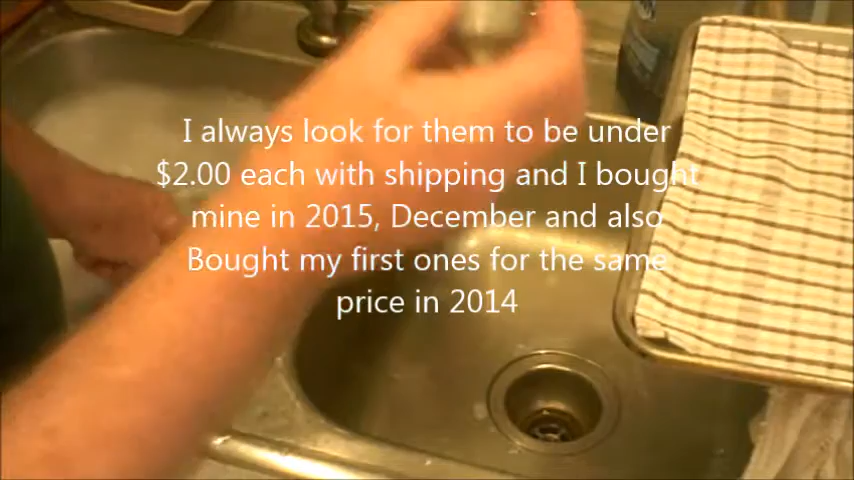 I always look for them to be under
$2.00 each with shipping and I bought
mine in 2015, December and also
Bought my first ones for the same
price in 2014